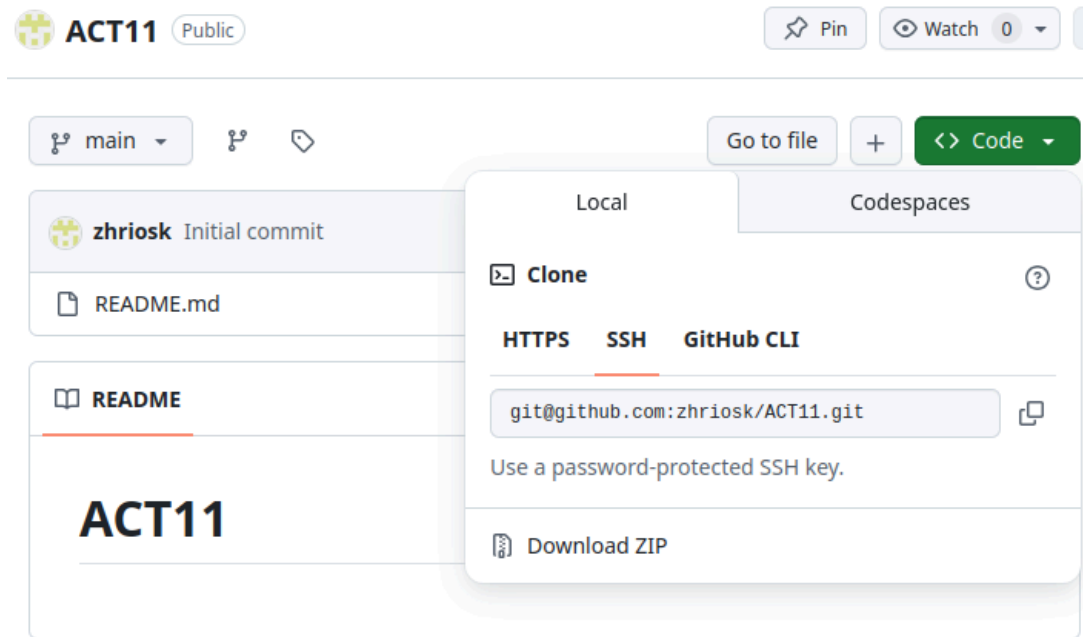 ACT11 Public Pin Watch 0
main Go to file + Code
Local Codespaces
zhriosk Initial commit
Clone
README.md
HTTPS SSH GitHub CLI
README
git@github.com:zhriosk/ACT11.git
Use a password-protected SSH key.
ACT11
Download ZIP